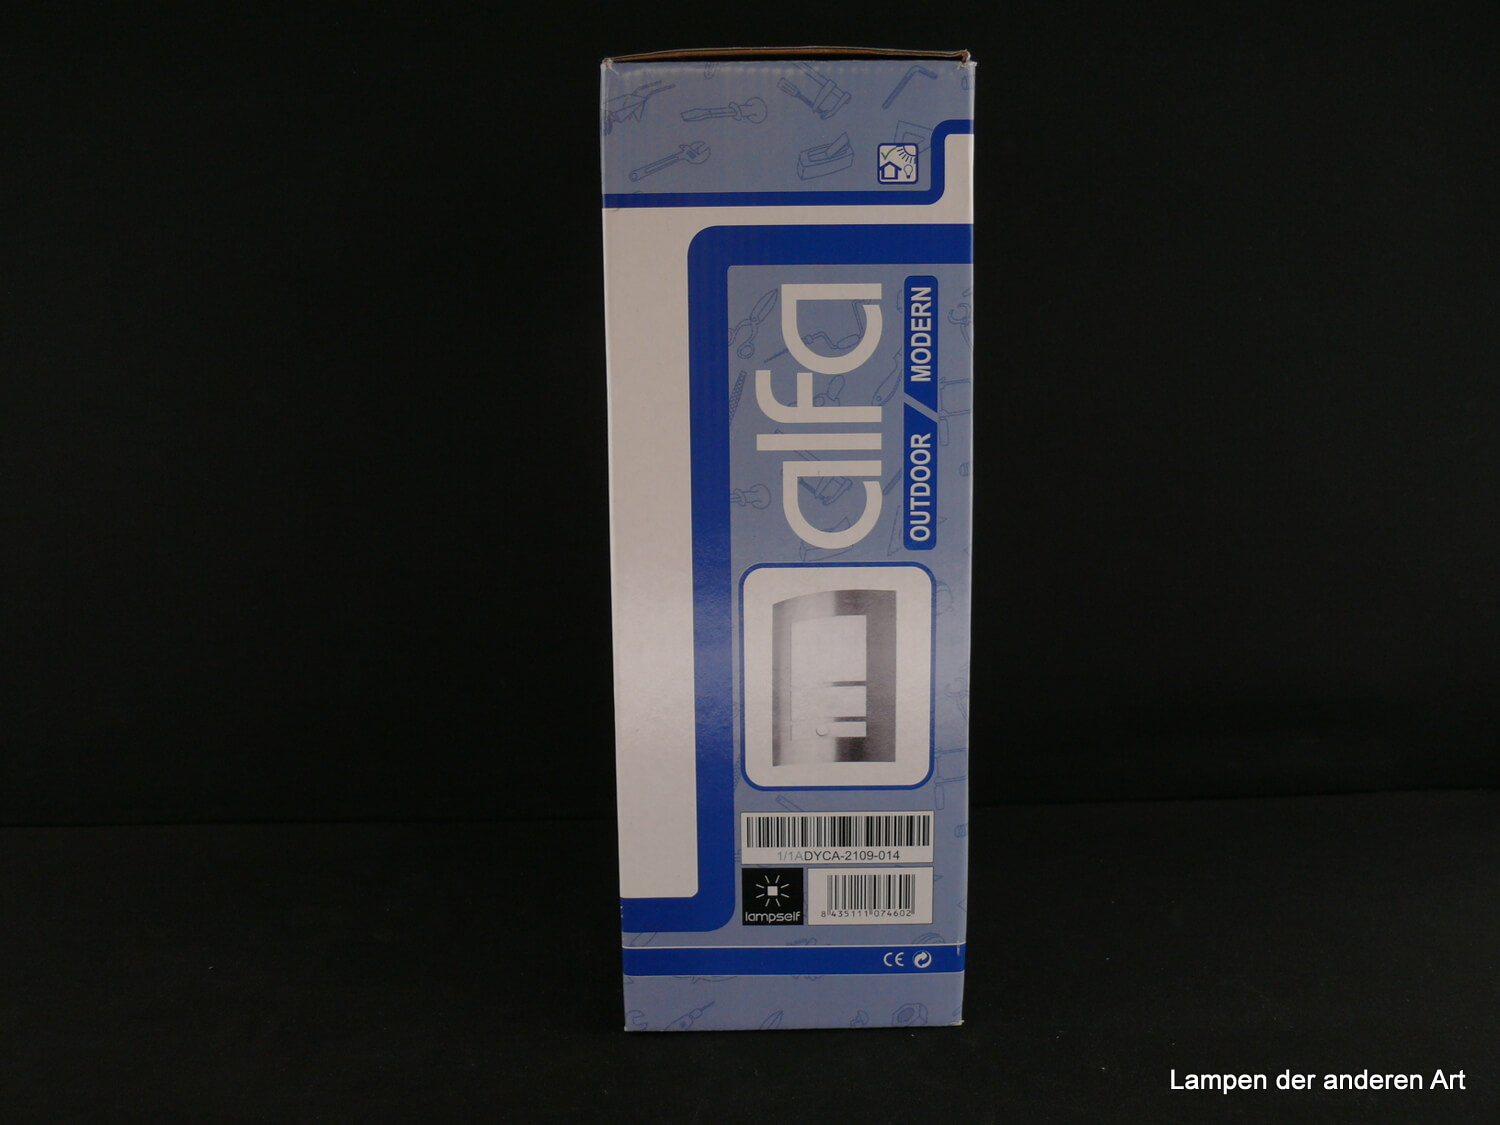 alfa
OUTDOOR / MODERN
1/1ADYCA-2109-014
lampself
8 435111 074602
CE
Lampen der anderen Art